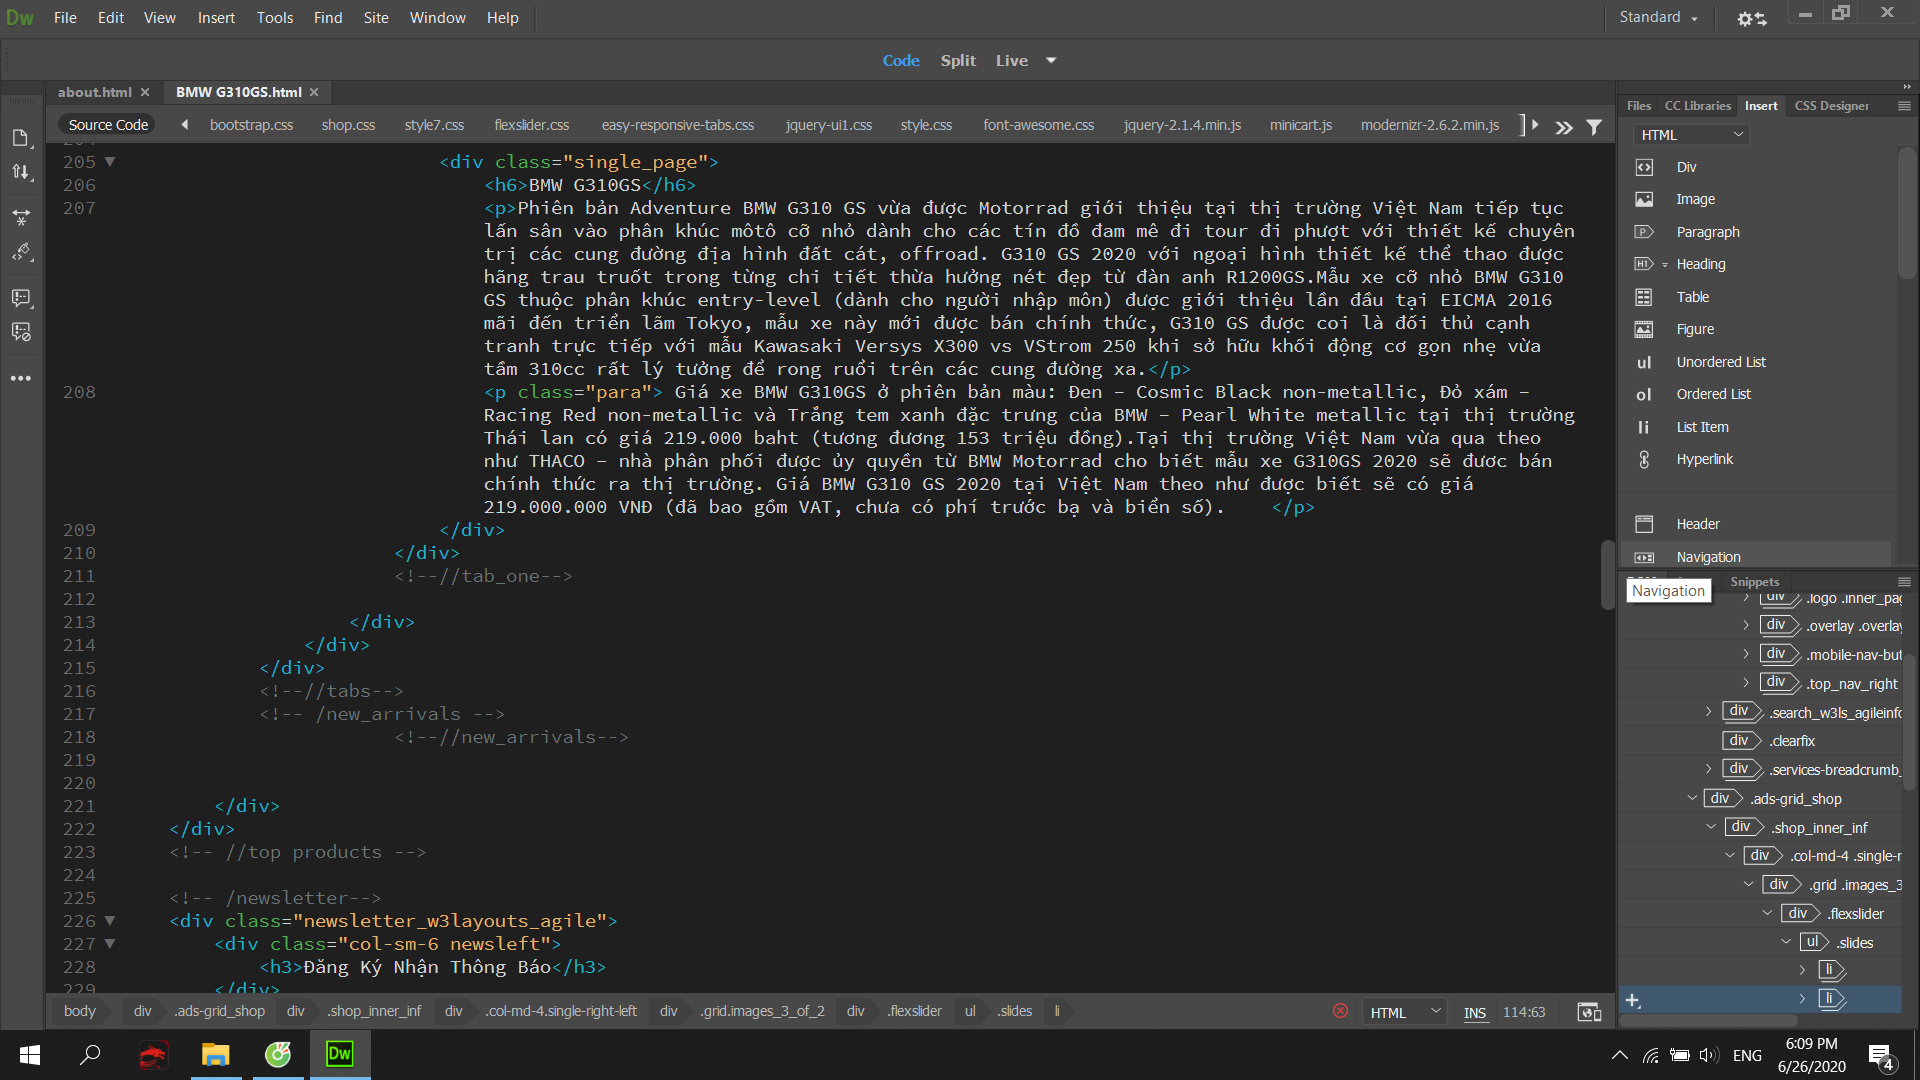 Dw File Edit View Insert Tools Find Site Window Help Standard
Code Split Live
about.html BMW G310GS.html
Source Code bootstrap.css shop.css style7.css flexslider.css easy-responsive-tabs.css jquery-ui1.css style.css font-awesome.css jquery-2.1.4.min.js minicart.js modernizr-2.6.2.min.js
205 <div class="single_page">
206 <h6>BMW G310GS</h6>
207 <p>Phiên bản Adventure BMW G310 GS vừa được Motorrad giới thiệu tại thị trường Việt Nam tiếp tục
lấn sân vào phân khúc môtô cỡ nhỏ dành cho các tín đồ đam mê đi tour đi phượt với thiết kế chuyên
trị các cung đường địa hình đất cát, offroad. G310 GS 2020 với ngoại hình thiết kế thể thao được
hãng trau truốt trong từng chi tiết thừa hưởng nét đẹp từ đàn anh R1200GS.Mẫu xe cỡ nhỏ BMW G310
GS thuộc phân khúc entry-level (dành cho người nhập môn) được giới thiệu lần đầu tại EICMA 2016
mãi đến triển lãm Tokyo, mẫu xe này mới được bán chính thức, G310 GS được coi là đối thủ cạnh
tranh trực tiếp với mẫu Kawasaki Versys X300 vs VStrom 250 khi sở hữu khối động cơ gọn nhẹ vừa
tầm 310cc rất lý tưởng để rong ruổi trên các cung đường xa.</p>
208 <p class="para"> Giá xe BMW G310GS ở phiên bản màu: Đen – Cosmic Black non-metallic, Đỏ xám –
Racing Red non-metallic và Trắng tem xanh đặc trưng của BMW – Pearl White metallic tại thị trường
Thái lan có giá 219.000 baht (tương đương 153 triệu đồng).Tại thị trường Việt Nam vừa qua theo
như THACO – nhà phân phối được ủy quyền từ BMW Motorrad cho biết mẫu xe G310GS 2020 sẽ đươc bán
chính thức ra thị trường. Giá BMW G310 GS 2020 tại Việt Nam theo như được biết sẽ có giá
219.000.000 VNĐ (đã bao gồm VAT, chưa có phí trước bạ và biển số). </p>
209 </div>
210 </div>
211 <!--//tab_one-->
212
213 </div>
214 </div>
215 </div>
216 <!--//tabs-->
217 <!-- /new_arrivals -->
218 <!--//new_arrivals-->
219
220
221 </div>
222 </div>
223 <!-- //top products -->
224
225 <!-- /newsletter-->
226 <div class="newsletter_w3layouts_agile">
227 <div class="col-sm-6 newsleft">
228 <h3>Đăng Ký Nhận Thông Báo</h3>
229 </div>
body div .ads-grid_shop div .shop_inner_inf div .col-md-4.single-right-left div .grid.images_3_of_2 div .flexslider ul .slides li HTML INS 114:63
Files CC Libraries Insert CSS Designer
HTML
Div
Image
Paragraph
H1 Heading
Table
Figure
ul Unordered List
ol Ordered List
li List Item
Hyperlink
Header
Navigation
Snippets
Navigation
div .logo .inner_pag
div .overlay .overlay
div .mobile-nav-but
div .top_nav_right
div .search_w3ls_agileinfo
div .clearfix
div .services-breadcrumb_
div .ads-grid_shop
div .shop_inner_inf
div .col-md-4 .single-r
div .grid .images_3
div .flexslider
ul .slides
li
li
Dw ENG 6:09 PM
6/26/2020 4